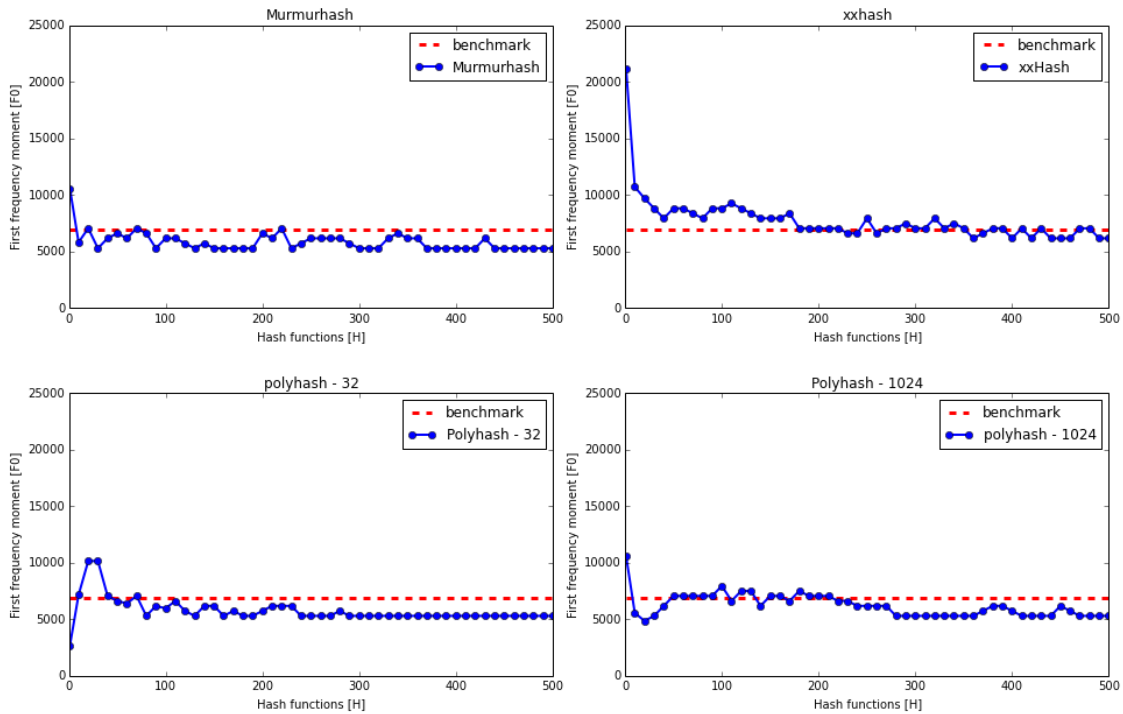 Murmurhash
25000
20000
15000
10000
5000
0
First frequency moment [F0]
benchmark
Murmurhash
0 100 200 300 400 500
Hash functions [H]
xxhash
25000
20000
15000
10000
5000
0
First frequency moment [F0]
benchmark
xxHash
0 100 200 300 400 500
Hash functions [H]
polyhash - 32
25000
20000
15000
10000
5000
0
First frequency moment [F0]
benchmark
Polyhash - 32
0 100 200 300 400 500
Hash functions [H]
Polyhash - 1024
25000
20000
15000
10000
5000
0
First frequency moment [F0]
benchmark
polyhash - 1024
0 100 200 300 400 500
Hash functions [H]